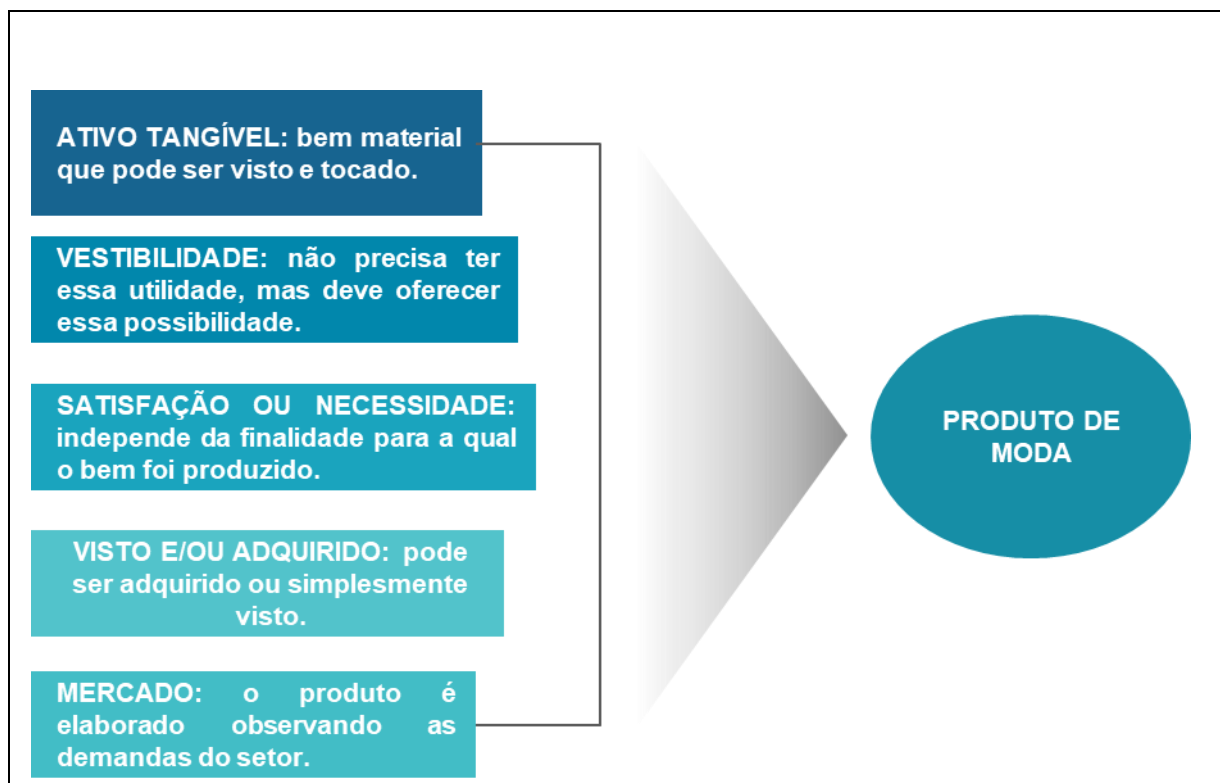 ATIVO TANGÍVEL: bem material
que pode ser visto e tocado.
VESTIBILIDADE: não precisa ter
essa utilidade, mas deve oferecer
essa possibilidade.
SATISFAÇÃO OU NECESSIDADE:
independe da finalidade para a qual
o bem foi produzido.
VISTO E/OU ADQUIRIDO: pode
ser adquirido ou simplesmente
visto.
MERCADO: o produto é
elaborado observando as
demandas do setor.
PRODUTO DE
MODA